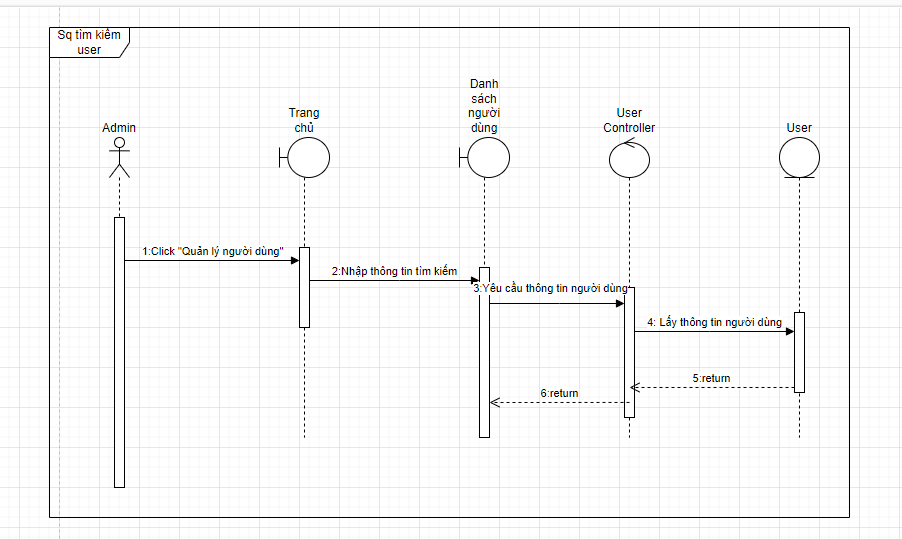 Sq tìm kiếm
user
Admin
Trang
chủ
Danh
sách
người
dùng
User
Controller
User
1:Click "Quản lý người dùng"
2:Nhập thông tin tìm kiếm
3:Yêu cầu thông tin người dùng
4: Lấy thông tin người dùng
5:return
6:return